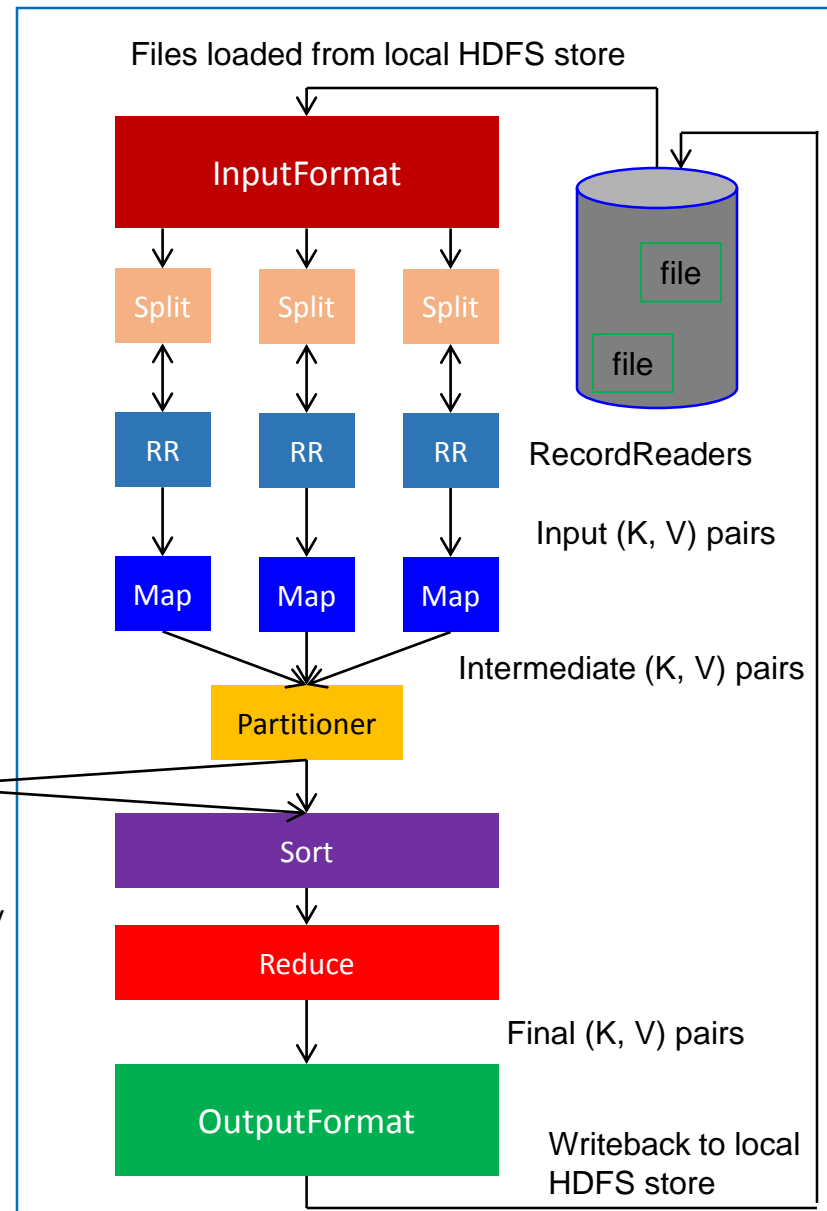 Files loaded from local HDFS store
InputFormat
file
Split Split Split
file
RR RR RR
RecordReaders
Input (K, V) pairs
Map Map Map
Intermediate (K, V) pairs
Partitioner
Sort
Reduce
Final (K, V) pairs
OutputFormat
Writeback to local
HDFS store